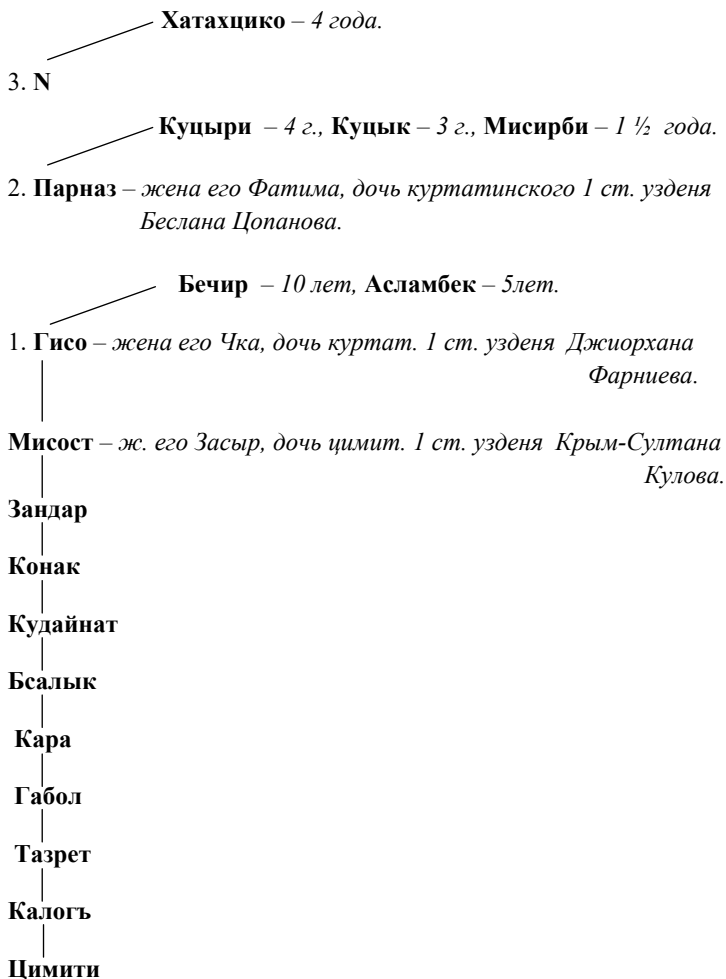 Хатахцико – 4 года.
3. N
Куцыри – 4 г., Куцык – 3 г., Мисирби – 1 ½ года.
2. Парназ – жена его Фатима, дочь куртатинского 1 ст. узденя
Беслана Цопанова.
Бечир – 10 лет, Асламбек – 5лет.
1. Гисо – жена его Чка, дочь куртат. 1 ст. узденя Джиорхана
Фарниева.
Мисост – ж. его Засыр, дочь цимит. 1 ст. узденя Крым-Султана
Кулова.
Зандар
Конак
Кудайнат
Бсалык
Кара
Габол
Тазрет
Калогъ
Цимити